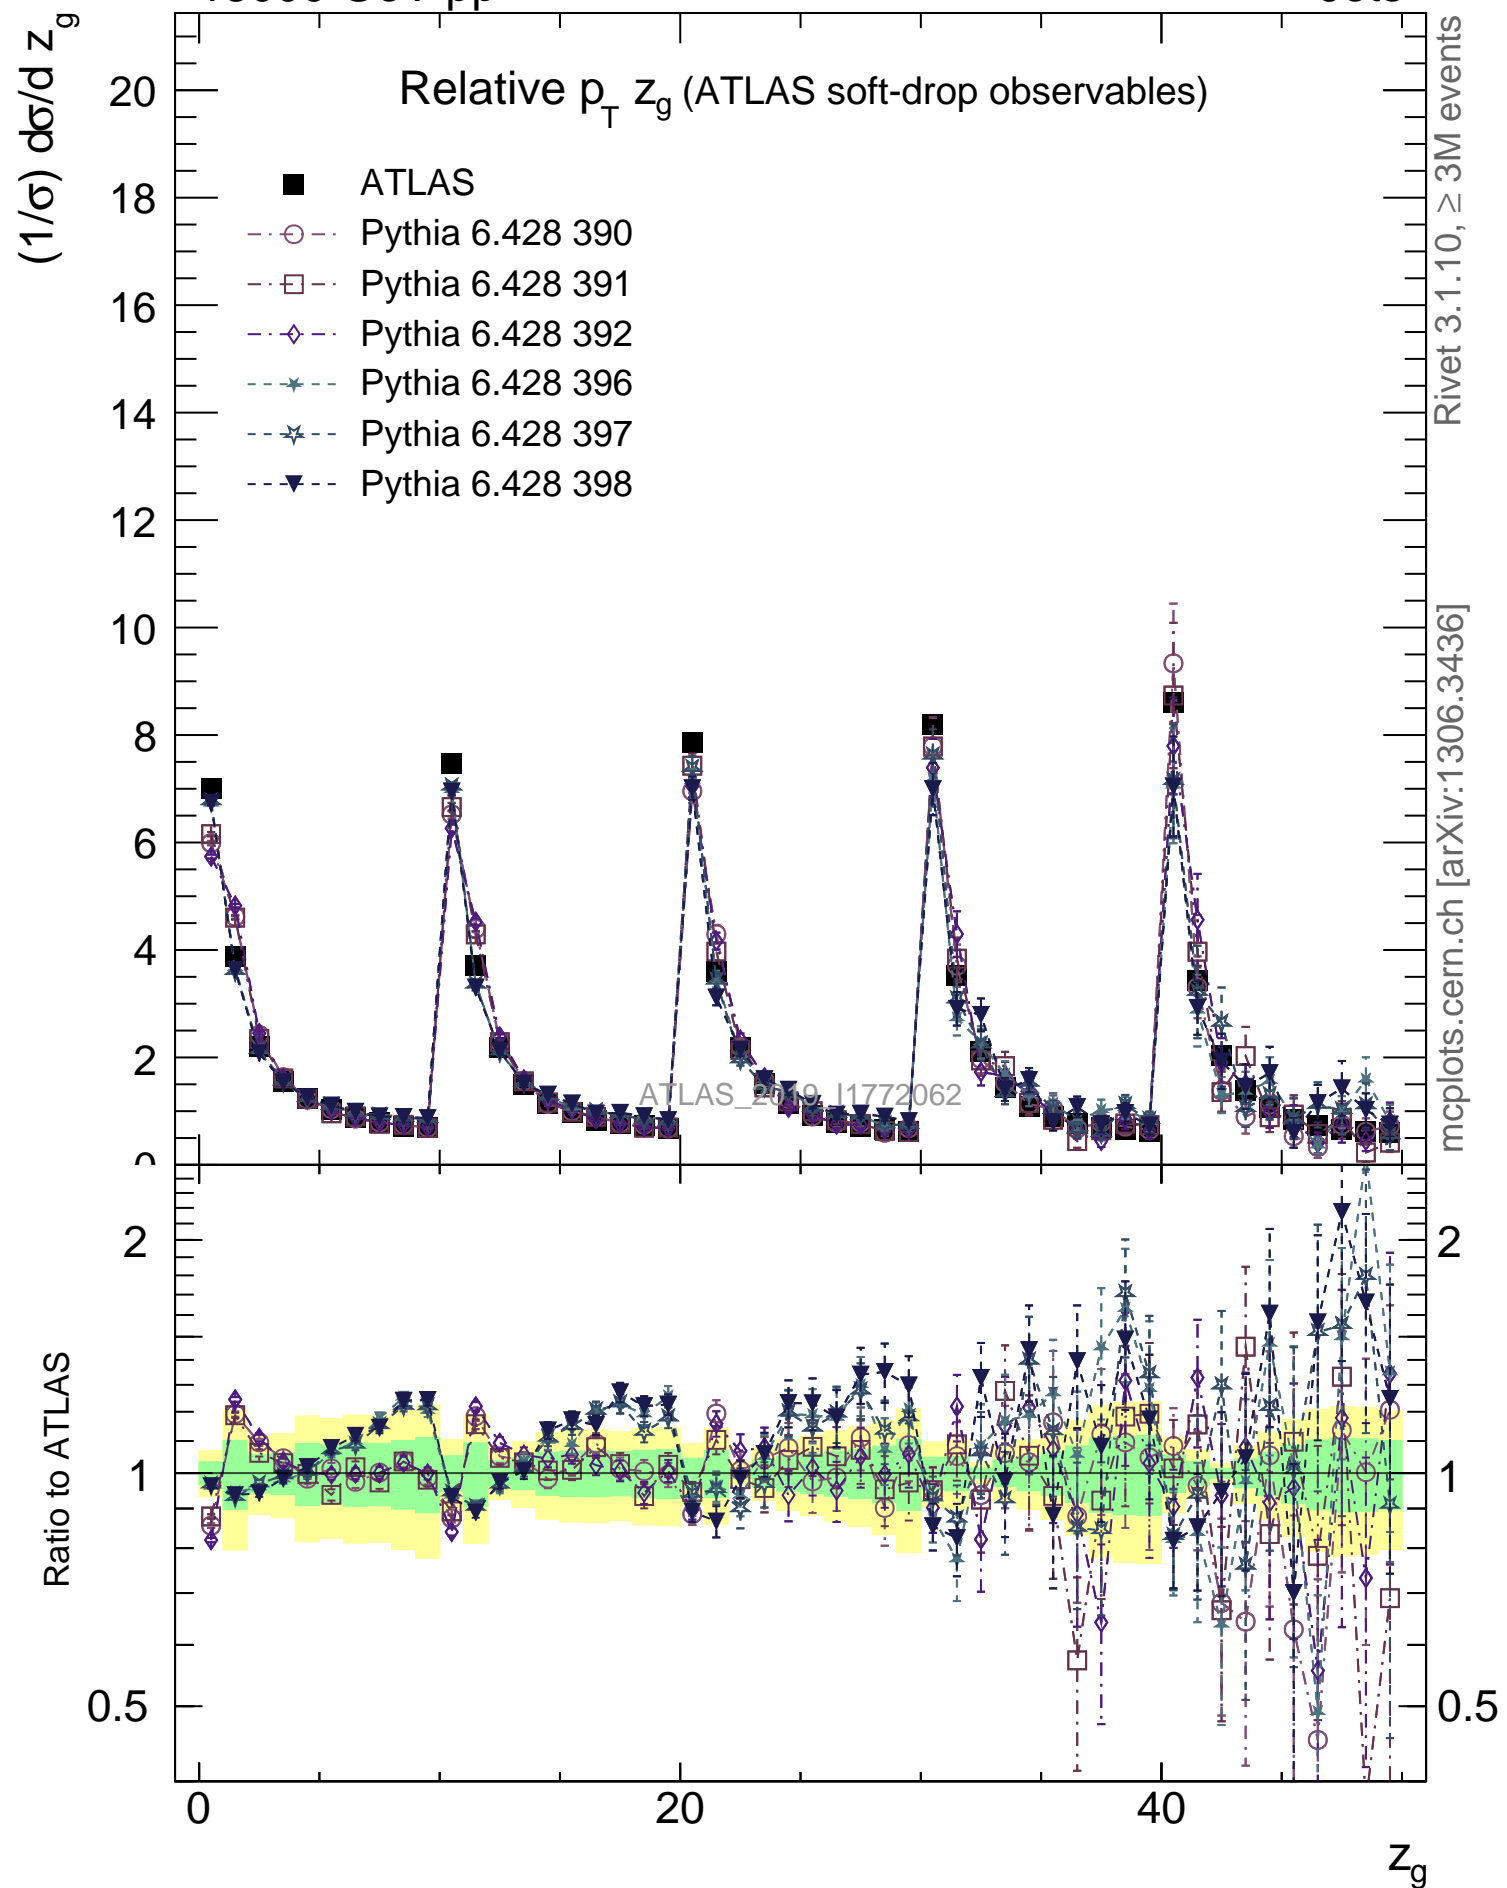 (1/σ) dσ/d z_g
Relative p_T z_g (ATLAS soft-drop observables)
ATLAS
Pythia 6.428 390
Pythia 6.428 391
Pythia 6.428 392
Pythia 6.428 396
Pythia 6.428 397
Pythia 6.428 398
20
18
16
14
12
10
8
6
4
2
0
ATLAS_2019_I1772062
Rivet 3.1.10, ≥ 3M events
mcplots.cern.ch [arXiv:1306.3436]
Ratio to ATLAS
2
1
0.5
2
1
0.5
0
20
40
z_g